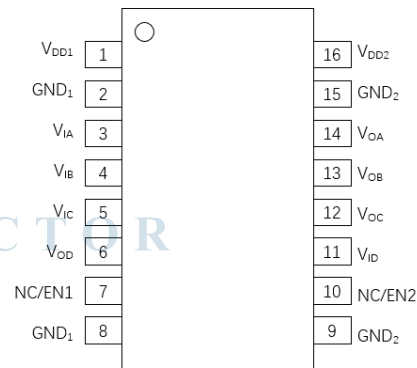 VDD1 1 16 VDD2
GND1 2 15 GND2
VIA 3 14 VOA
VIB 4 13 VOB
VIC 5 12 VOC
CTOR
VOD 6 11 VID
NC/EN1 7 10 NC/EN2
GND1 8 9 GND2